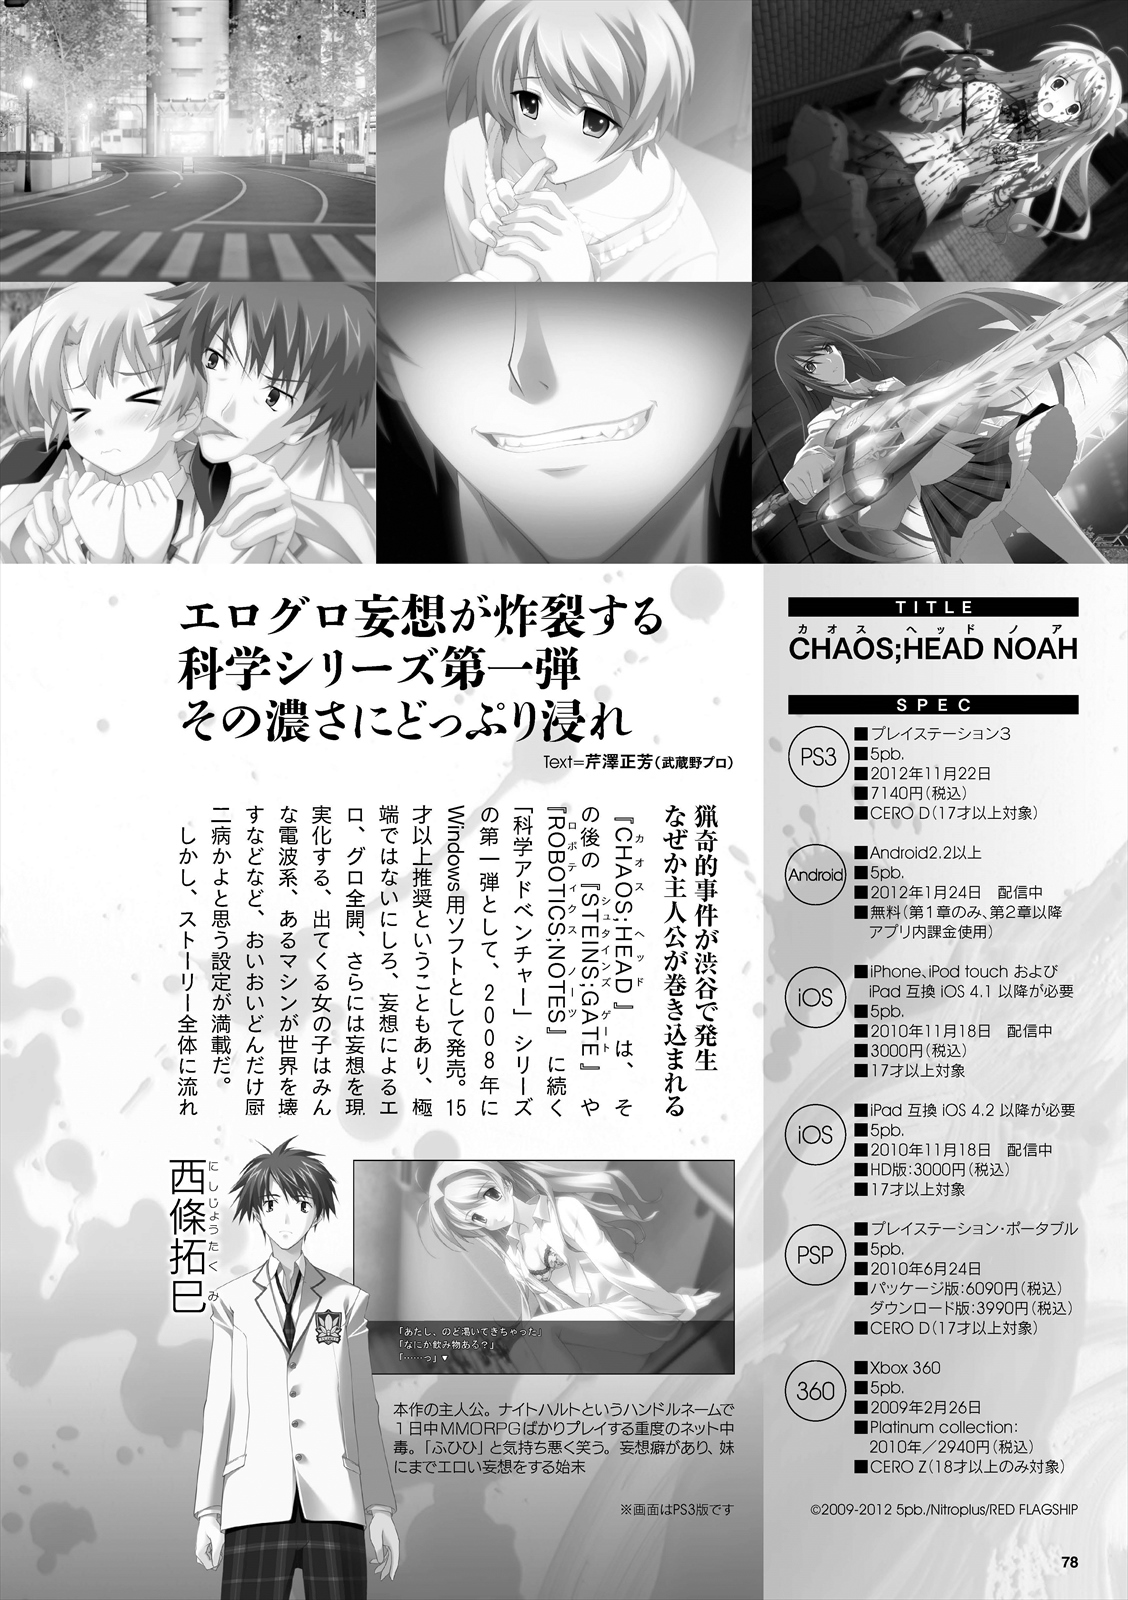 エログロ妄想が炸裂する
科学シリーズ第一弾
その濃さにどっぷり浸れ
Text=芹澤正芳(武蔵野プロ)
猟奇的事件が渋谷で発生
なぜか主人公が巻き込まれる
『CHAOS;HEAD』は、そ
カオスヘッド
の後の『STEINS;GATE』や
シュタインズゲート
『ROBOTICS;NOTES』に続く
ロボティクスノーツ
「科学アドベンチャー」シリーズ
の第一弾として、2008年に
Windows用ソフトとして発売。15
才以上推奨ということもあり、極
端ではないにしろ、妄想によるエ
ロ、グロ全開、さらには妄想を現
実化する、出てくる女の子はみん
な電波系、あるマシンが世界を壊
すなどなど、おいおいどんだけ厨
二病かよと思う設定が満載だ。
しかし、ストーリー全体に流れ
西條拓巳
にしじょうたくみ
「あたし、のど渇いてきちゃった」
「なにか飲み物ある?」
「……っ」▼
本作の主人公。ナイトハルトというハンドルネームで
1日中MMORPGばかりプレイする重度のネット中
毒。「ふひひ」と気持ち悪く笑う。妄想癖があり、妹
にまでエロい妄想をする始末
※画面はPS3版です
TITLE
カオス ヘッド ノア
CHAOS;HEAD NOAH
SPEC
PS3
■プレイステーション3
■5pb.
■2012年11月22日
■7140円(税込)
■CERO D(17才以上対象)
Android
■Android2.2以上
■5pb.
■2012年1月24日 配信中
■無料(第1章のみ、第2章以降
アプリ内課金使用)
iOS
■iPhone、iPod touch および
iPad 互換 iOS 4.1 以降が必要
■5pb.
■2010年11月18日 配信中
■3000円(税込)
■17才以上対象
iOS
■iPad 互換 iOS 4.2 以降が必要
■5pb.
■2010年11月18日 配信中
■HD版:3000円(税込)
■17才以上対象
PSP
■プレイステーション・ポータブル
■5pb.
■2010年6月24日
■パッケージ版:6090円(税込)
ダウンロード版:3990円(税込)
■CERO D(17才以上対象)
360
■Xbox 360
■5pb.
■2009年2月26日
■Platinum collection:
2010年／2940円(税込)
■CERO Z(18才以上のみ対象)
©2009-2012 5pb./Nitroplus/RED FLAGSHIP
78